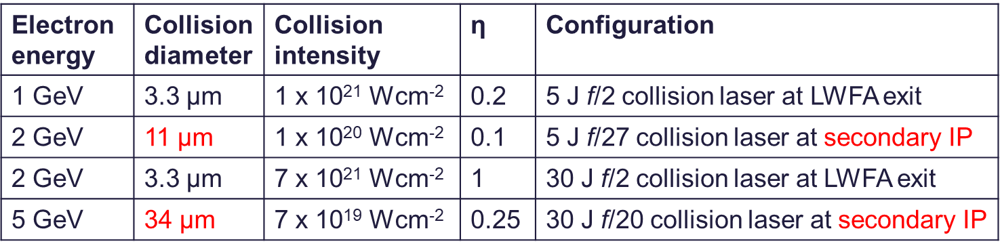 Electron energy | Collision diameter | Collision intensity | η | Configuration
1 GeV | 3.3 µm | 1 x 10²¹ Wcm⁻² | 0.2 | 5 J f/2 collision laser at LWFA exit
2 GeV | 11 µm | 1 x 10²⁰ Wcm⁻² | 0.1 | 5 J f/27 collision laser at secondary IP
2 GeV | 3.3 µm | 7 x 10²¹ Wcm⁻² | 1 | 30 J f/2 collision laser at LWFA exit
5 GeV | 34 µm | 7 x 10¹⁹ Wcm⁻² | 0.25 | 30 J f/20 collision laser at secondary IP